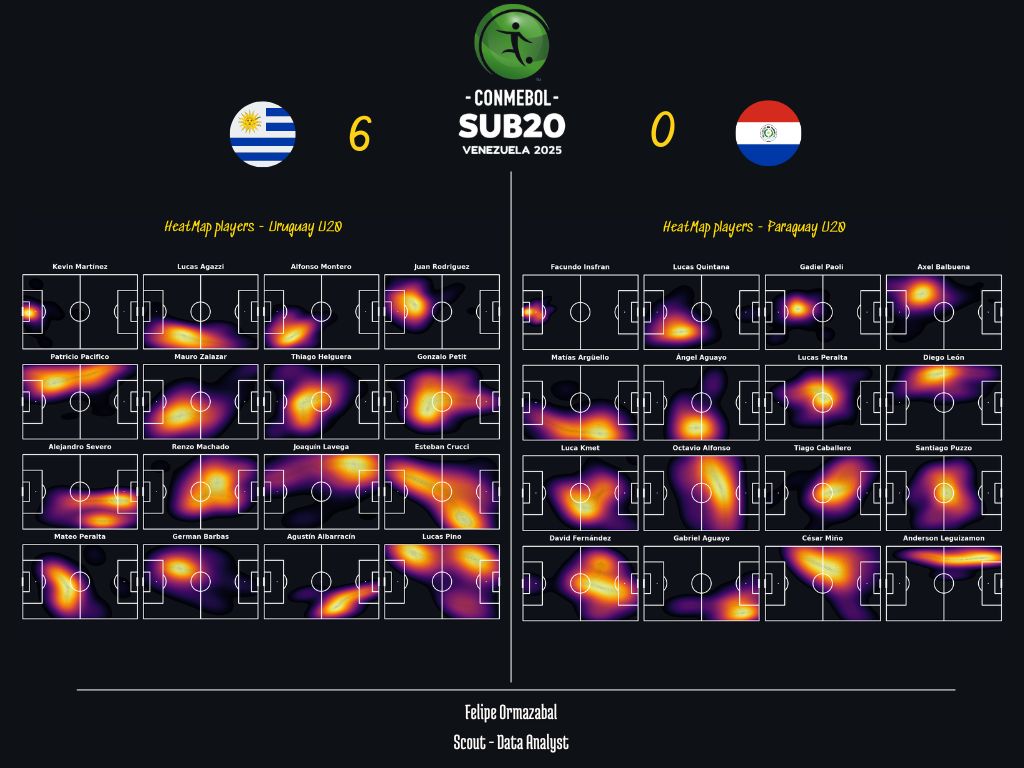 - CONMEBOL -
SUB20
VENEZUELA 2025
6
0
HeatMap players - Uruguay U20
Kevin Martínez Lucas Agazzi Alfonso Montero Juan Rodriguez
Patricio Pacifico Mauro Zalazar Thiago Helguera Gonzalo Petit
Alejandro Severo Renzo Machado Joaquín Lavega Esteban Crucci
Mateo Peralta German Barbas Agustín Albarracín Lucas Pino
HeatMap players - Paraguay U20
Facundo Insfran Lucas Quintana Gadiel Paoli Axel Balbuena
Matías Argüello Ángel Aguayo Lucas Peralta Diego León
Luca Kmet Octavio Alfonso Tiago Caballero Santiago Puzzo
David Fernández Gabriel Aguayo César Miño Anderson Leguizamon
Felipe Ormazabal
Scout - Data Analyst